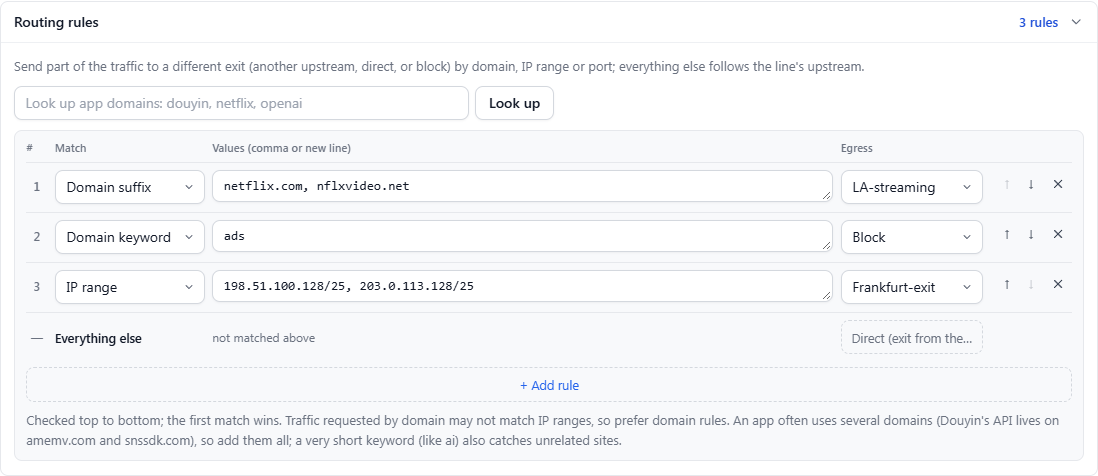 Routing rules
3 rules
Send part of the traffic to a different exit (another upstream, direct, or block) by domain, IP range or port; everything else follows the line's upstream.
Look up app domains: douyin, netflix, openai
Look up
# Match Values (comma or new line) Egress
1 Domain suffix netflix.com, nflxvideo.net LA-streaming ↑ ↓ ×
2 Domain keyword ads Block ↑ ↓ ×
3 IP range 198.51.100.128/25, 203.0.113.128/25 Frankfurt-exit ↑ ↓ ×
— Everything else not matched above Direct (exit from the...
+ Add rule
Checked top to bottom; the first match wins. Traffic requested by domain may not match IP ranges, so prefer domain rules. An app often uses several domains (Douyin's API lives on
amemv.com and snssdk.com), so add them all; a very short keyword (like ai) also catches unrelated sites.